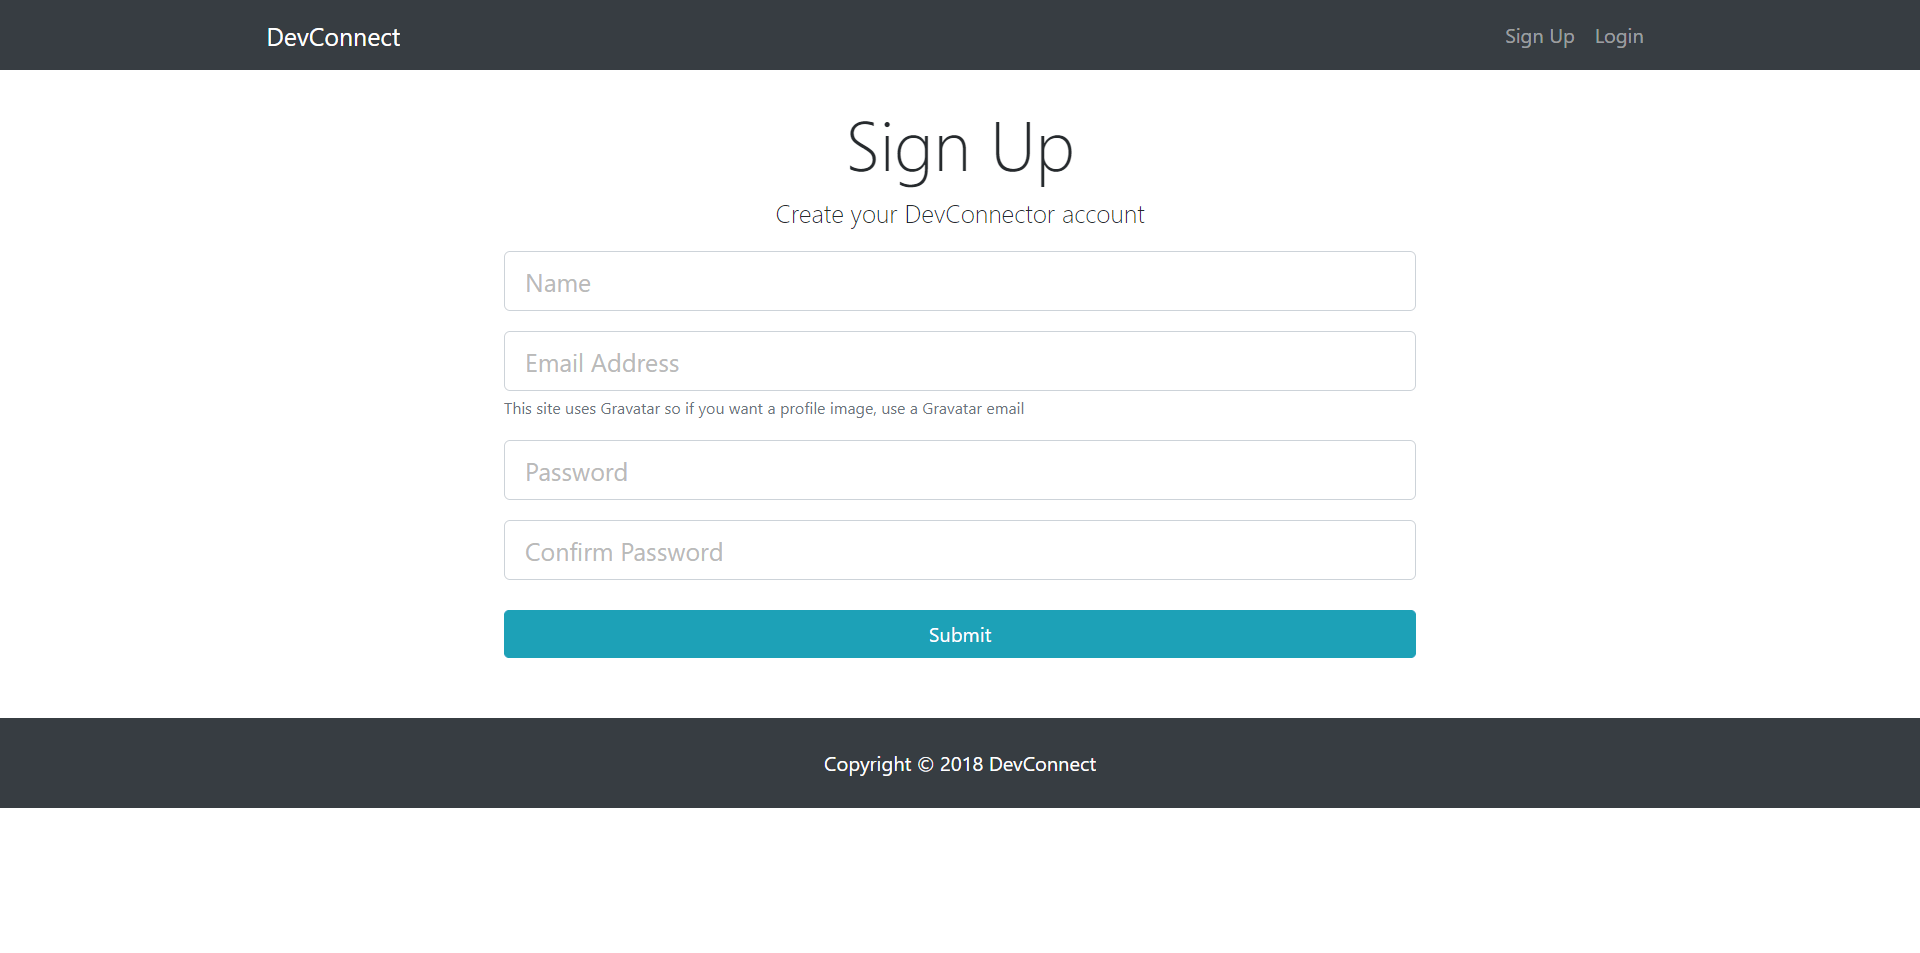 DevConnect
Sign Up Login
Sign Up
Create your DevConnector account
Name
Email Address
This site uses Gravatar so if you want a profile image, use a Gravatar email
Password
Confirm Password
Submit
Copyright © 2018 DevConnect